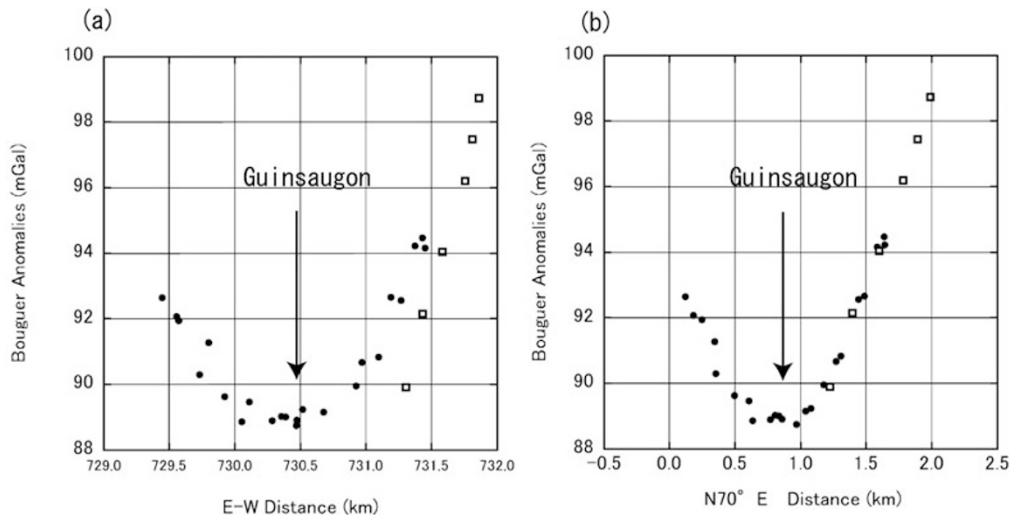 (a)
100
98
96
94
92
90
88
Bouguer Anomalies (mGal)
Guinsaugon
729.0 729.5 730.0 730.5 731.0 731.5 732.0
E-W Distance (km)
(b)
100
98
96
94
92
90
88
Bouguer Anomalies (mGal)
Guinsaugon
-0.5 0.0 0.5 1.0 1.5 2.0 2.5
N70° E Distance (km)